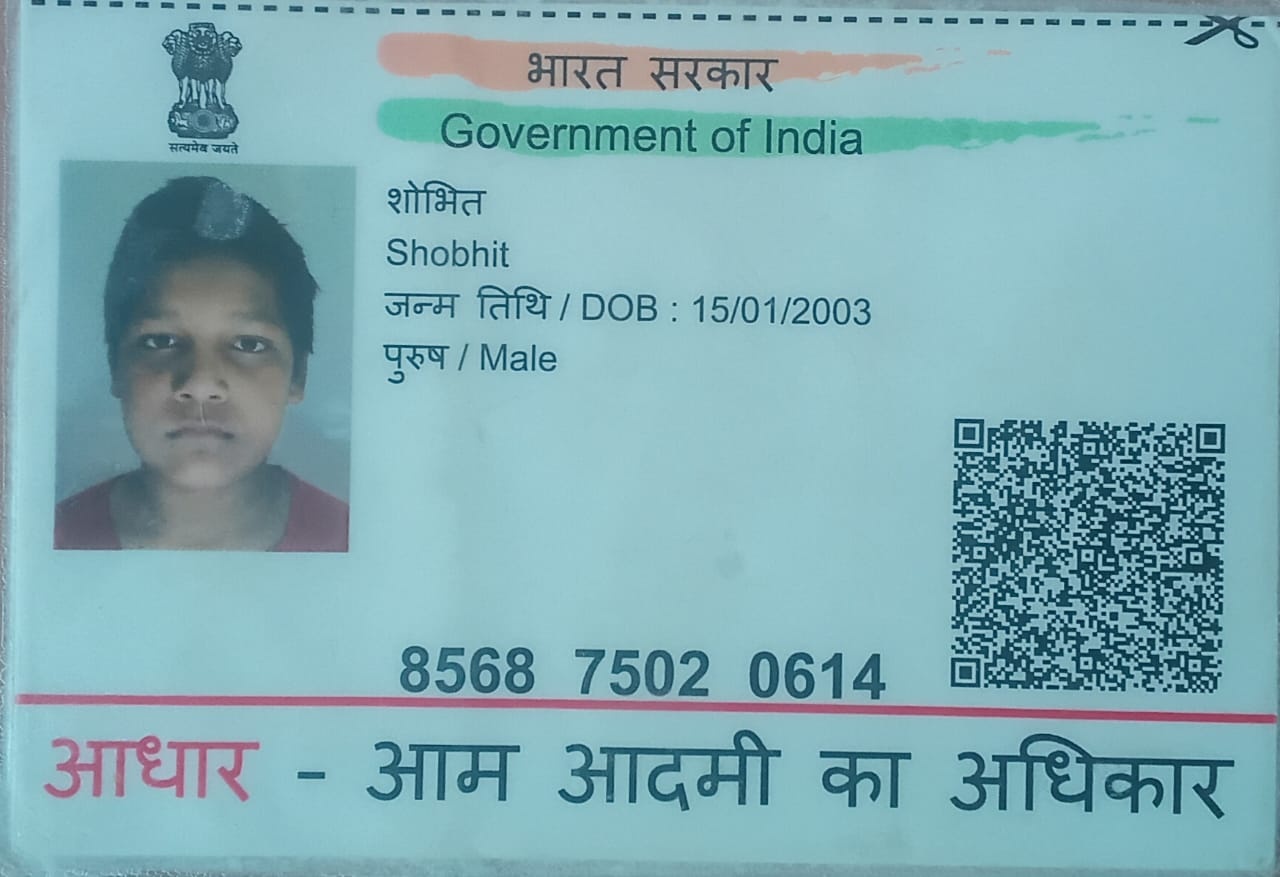 सत्यमेव जयते
भारत सरकार
Government of India
शोभित
Shobhit
जन्म तिथि / DOB : 15/01/2003
पुरुष / Male
8568 7502 0614
आधार - आम आदमी का अधिकार